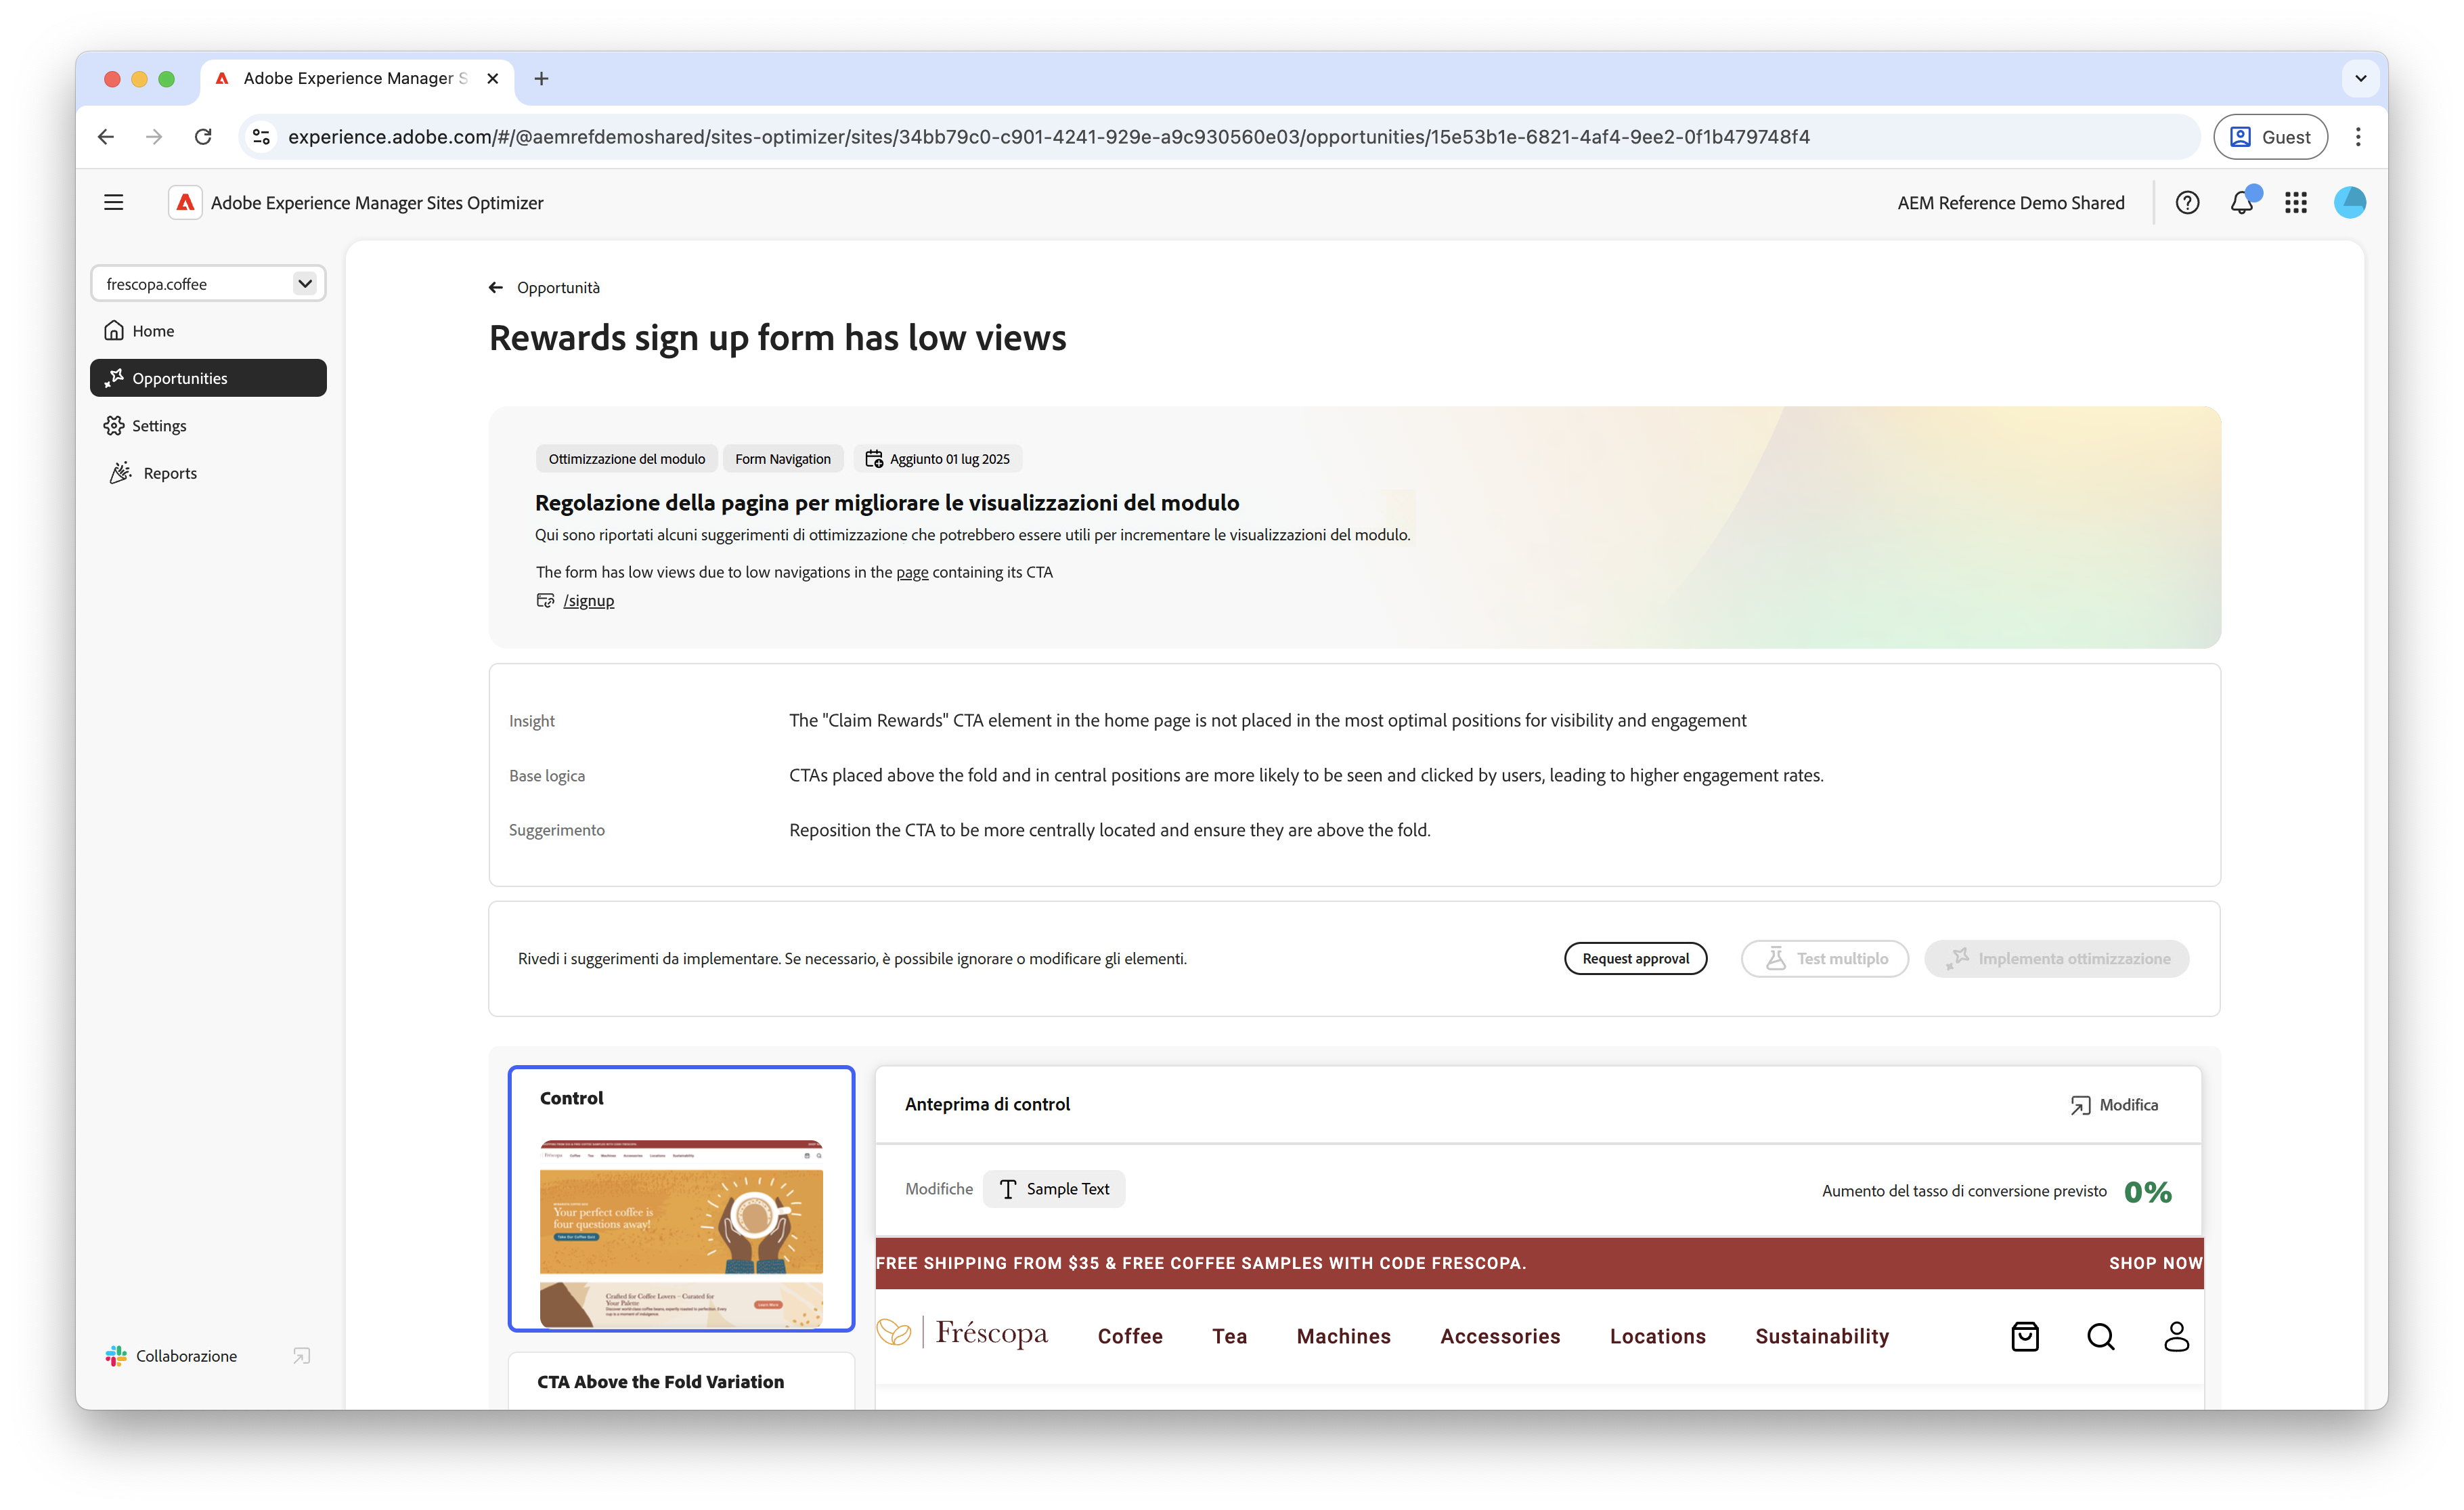 Adobe Experience Manager S
experience.adobe.com/#/@aemrefdemoshared/sites-optimizer/sites/34bb79c0-c901-4241-929e-a9c930560e03/opportunities/15e53b1e-6821-4af4-9ee2-0f1b479748f4
Guest
Adobe Experience Manager Sites Optimizer
AEM Reference Demo Shared
frescopa.coffee
Home
Opportunities
Settings
Reports
Collaborazione
Opportunità
Rewards sign up form has low views
Ottimizzazione del modulo
Form Navigation
Aggiunto 01 lug 2025
Regolazione della pagina per migliorare le visualizzazioni del modulo
Qui sono riportati alcuni suggerimenti di ottimizzazione che potrebbero essere utili per incrementare le visualizzazioni del modulo.
The form has low views due to low navigations in the page containing its CTA
/signup
Insight
The "Claim Rewards" CTA element in the home page is not placed in the most optimal positions for visibility and engagement
Base logica
CTAs placed above the fold and in central positions are more likely to be seen and clicked by users, leading to higher engagement rates.
Suggerimento
Reposition the CTA to be more centrally located and ensure they are above the fold.
Rivedi i suggerimenti da implementare. Se necessario, è possibile ignorare o modificare gli elementi.
Request approval
Test multiplo
Implementa ottimizzazione
Control
Your perfect coffee is
four questions away!
Crafted for Coffee Lovers – Curated for
Your Palette
CTA Above the Fold Variation
Anteprima di control
Modifica
Modifiche
Sample Text
Aumento del tasso di conversione previsto
0%
FREE SHIPPING FROM $35 & FREE COFFEE SAMPLES WITH CODE FRESCOPA.
SHOP NOW
Fréscopa
Coffee
Tea
Machines
Accessories
Locations
Sustainability